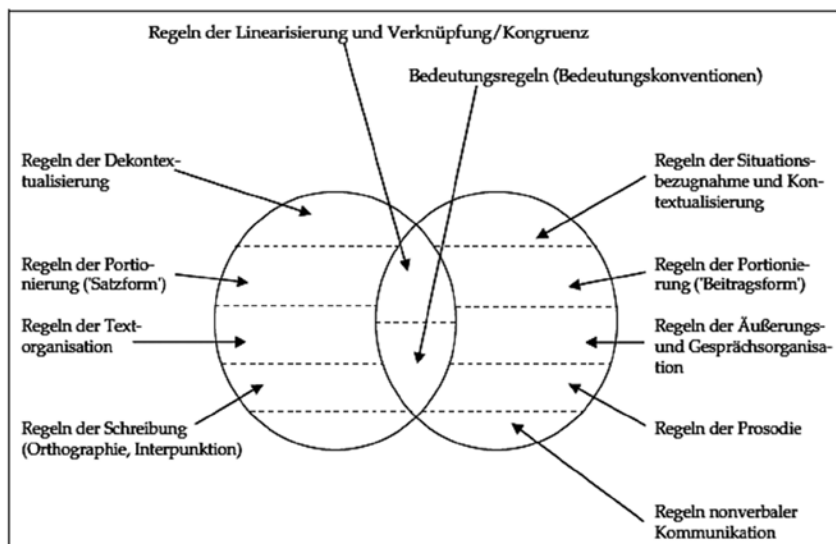 Regeln der Linearisierung und Verknüpfung/Kongruenz
Bedeutungsregeln (Bedeutungskonventionen)
Regeln der Dekontex-
tualisierung
Regeln der Portio-
nierung ('Satzform')
Regeln der Text-
organisation
Regeln der Schreibung
(Orthographie, Interpunktion)
Regeln der Situations-
bezugnahme und Kon-
textualisierung
Regeln der Portionie-
rung ('Beitragsform')
Regeln der Äußerungs-
und Gesprächsorganisa-
tion
Regeln der Prosodie
Regeln nonverbaler
Kommunikation